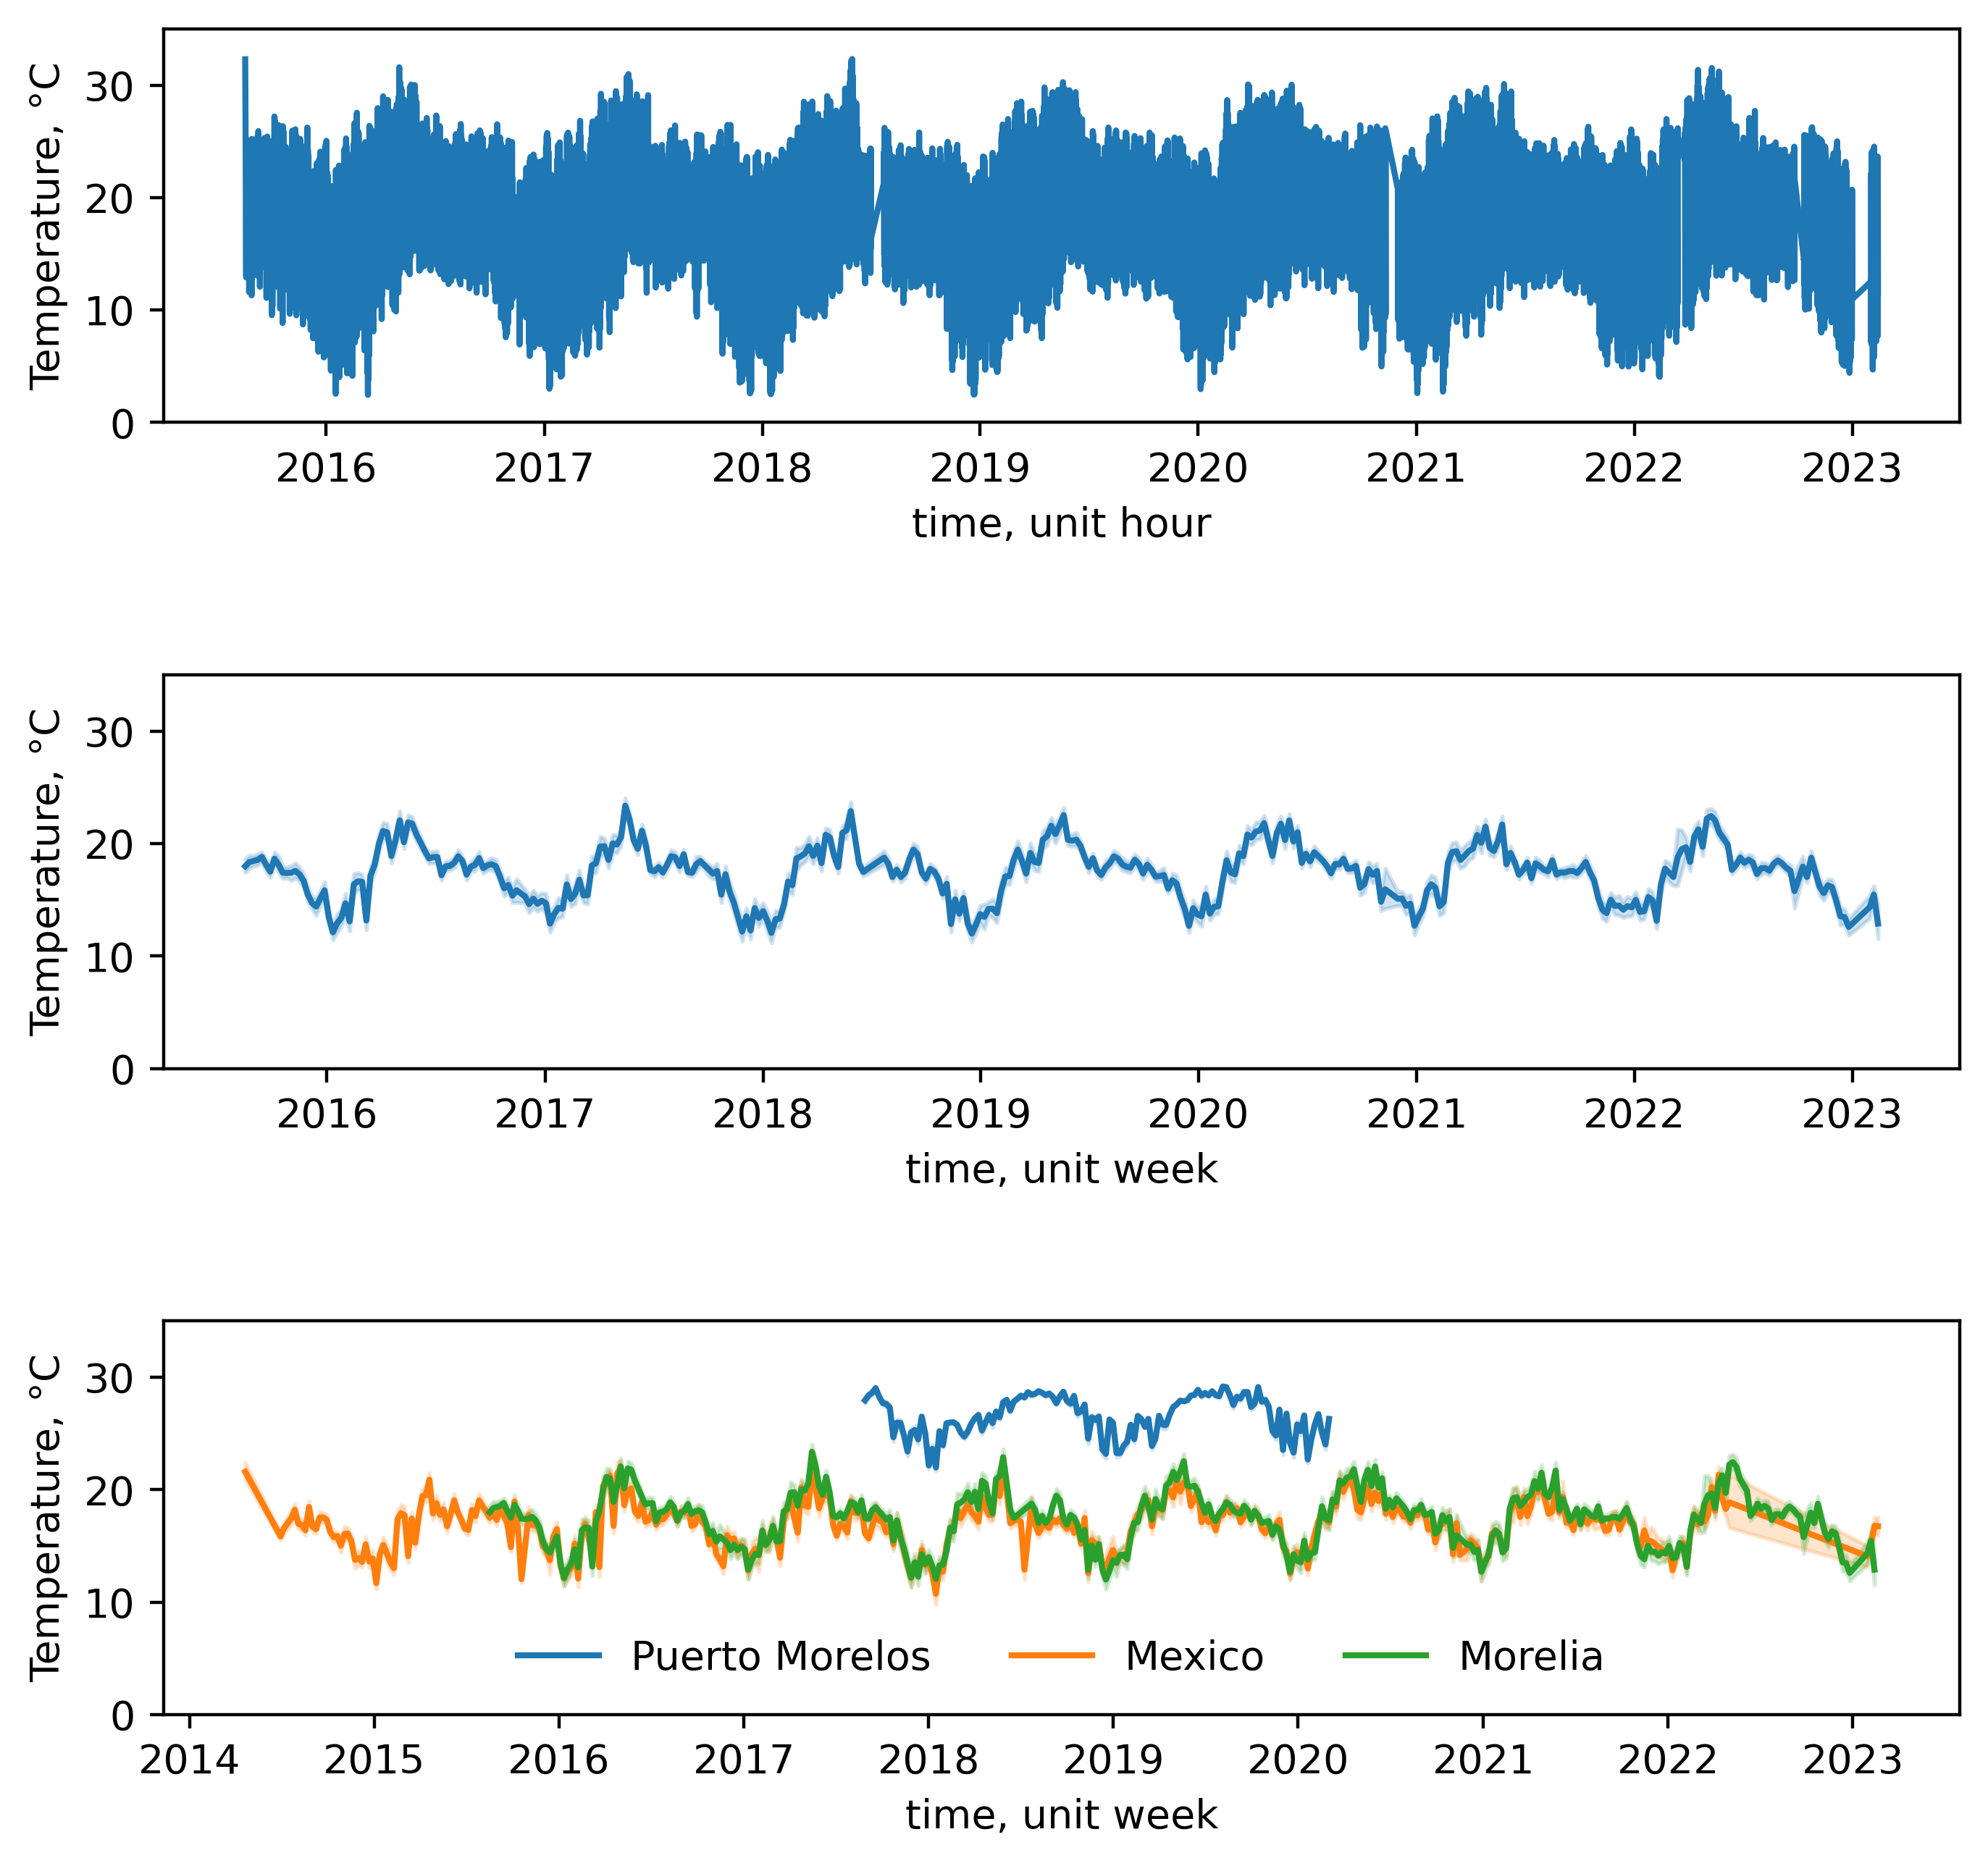 Temperature, °C
30
20
10
0
2016 2017 2018 2019 2020 2021 2022 2023
time, unit hour
Temperature, °C
30
20
10
0
2016 2017 2018 2019 2020 2021 2022 2023
time, unit week
Temperature, °C
30
20
10
0
Puerto Morelos Mexico Morelia
2014 2015 2016 2017 2018 2019 2020 2021 2022 2023
time, unit week